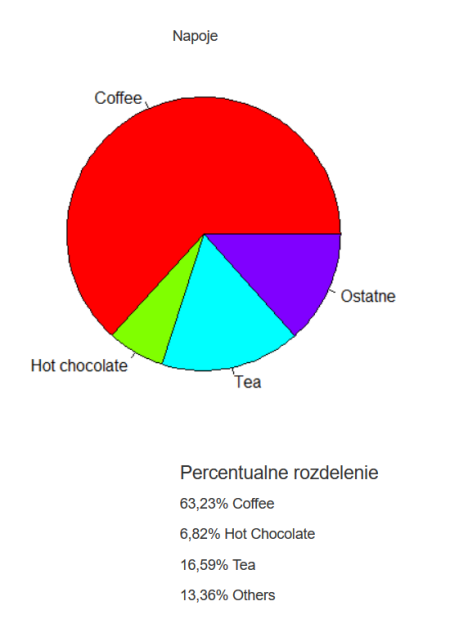 Napoje
Coffee
Ostatne
Hot chocolate
Tea
Percentualne rozdelenie
63,23% Coffee
6,82% Hot Chocolate
16,59% Tea
13,36% Others